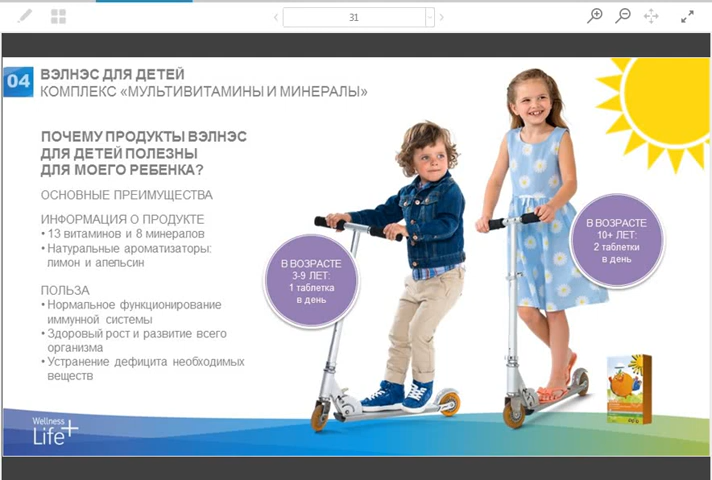 31
04
ВЭЛНЭС ДЛЯ ДЕТЕЙ
КОМПЛЕКС «МУЛЬТИВИТАМИНЫ И МИНЕРАЛЫ»
ПОЧЕМУ ПРОДУКТЫ ВЭЛНЭС
ДЛЯ ДЕТЕЙ ПОЛЕЗНЫ
ДЛЯ МОЕГО РЕБЕНКА?
ОСНОВНЫЕ ПРЕИМУЩЕСТВА
ИНФОРМАЦИЯ О ПРОДУКТЕ
• 13 витаминов и 8 минералов
• Натуральные ароматизаторы:
лимон и апельсин
ПОЛЬЗА
• Нормальное функционирование
иммунной системы
• Здоровый рост и развитие всего
организма
• Устранение дефицита необходимых
веществ
В ВОЗРАСТЕ
3-9 ЛЕТ:
1 таблетка
в день
В ВОЗРАСТЕ
10+ ЛЕТ:
2 таблетки
в день
Wellness
Life+